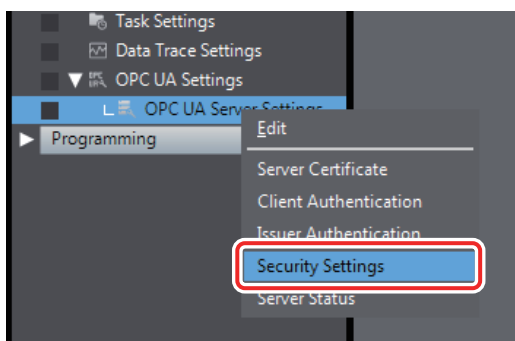 Task Settings
Data Trace Settings
OPC UA Settings
OPC UA Server Settings
Programming
Edit
Server Certificate
Client Authentication
Issuer Authentication
Security Settings
Server Status